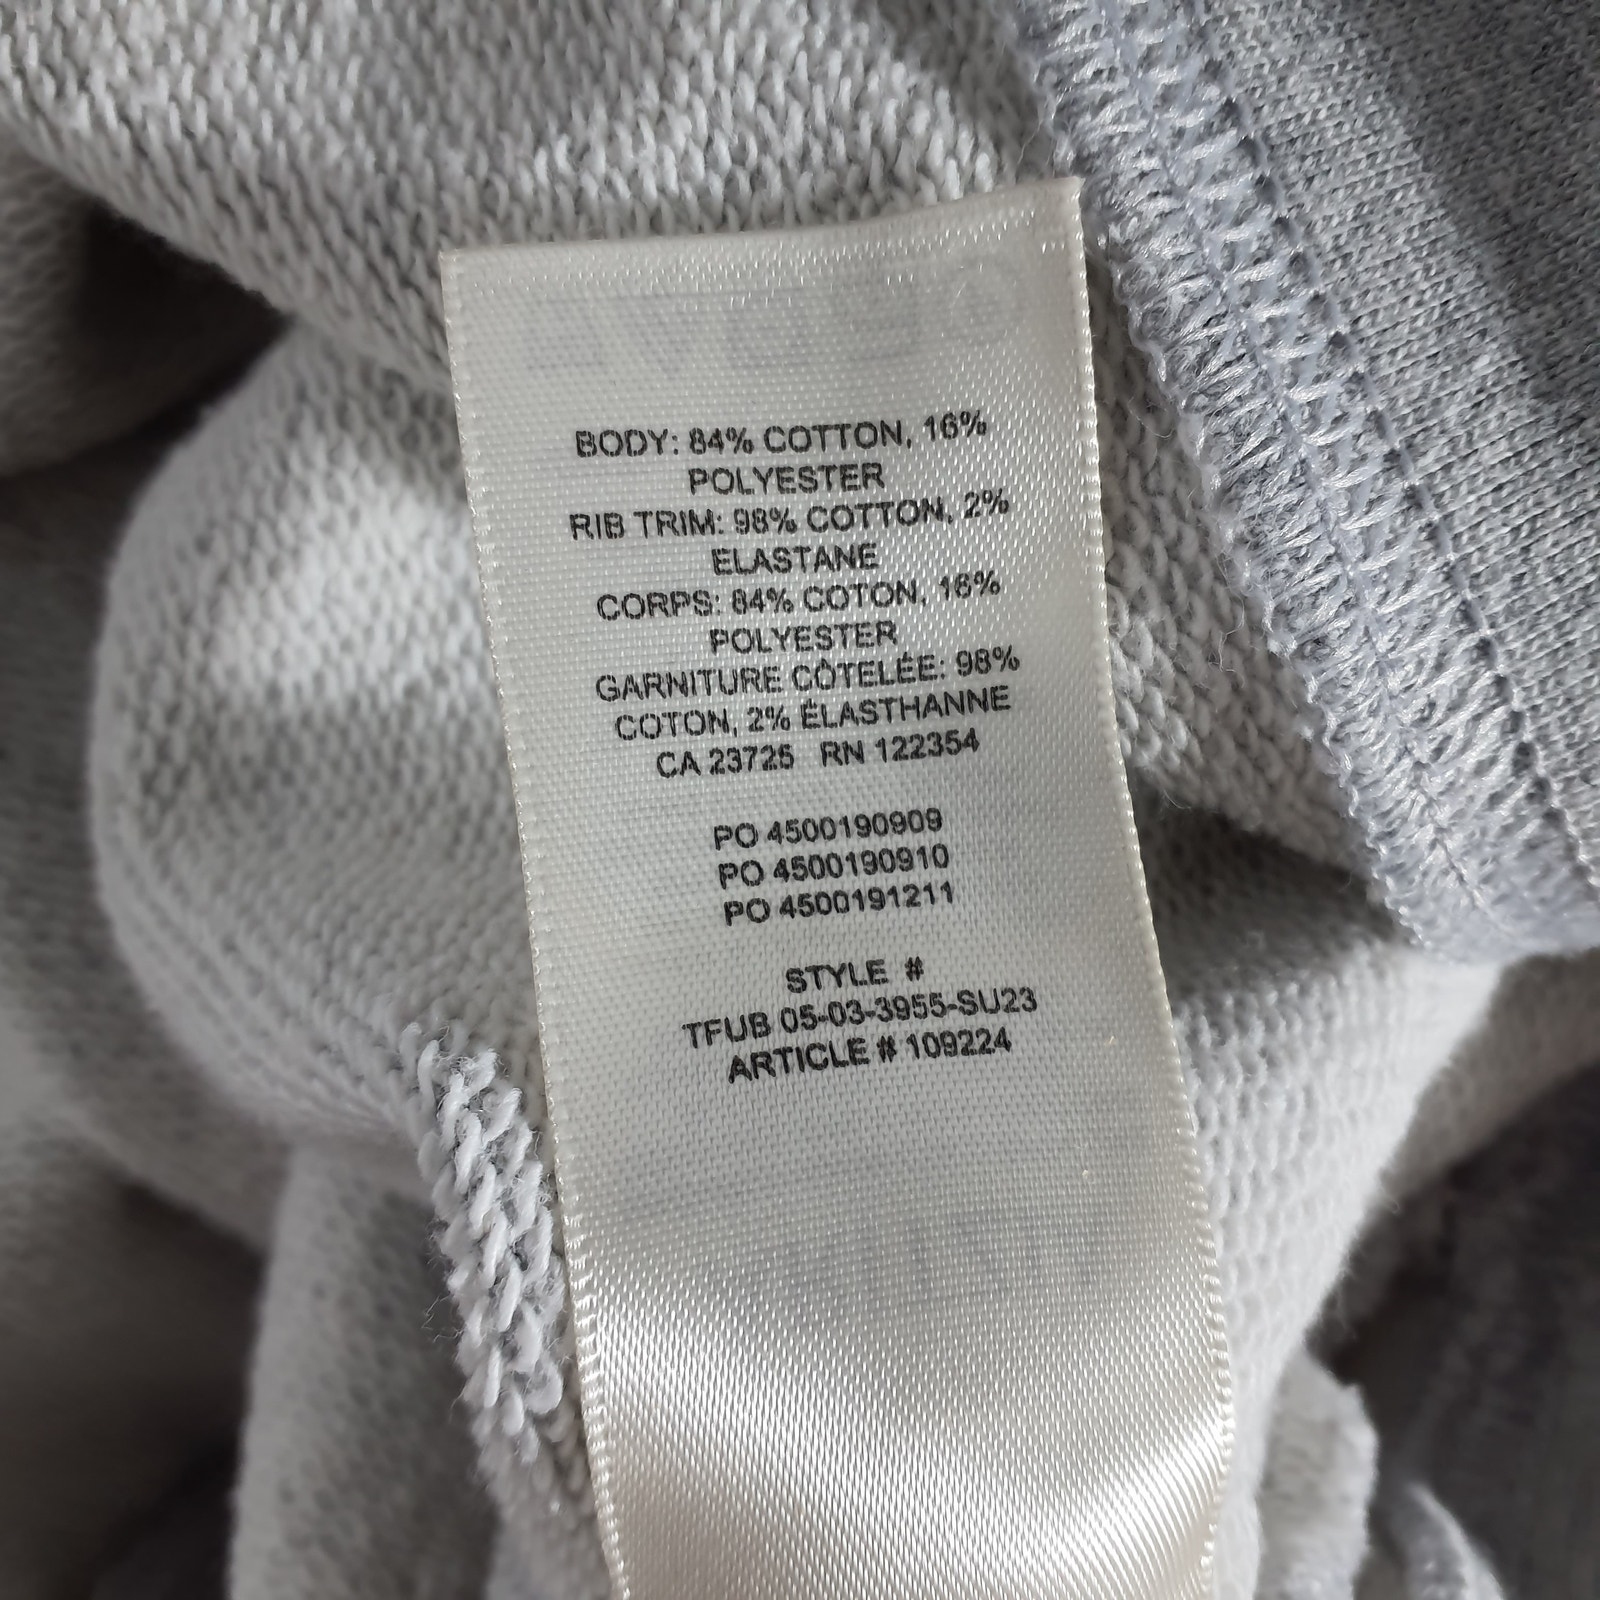 BODY: 84% COTTON, 16%
POLYESTER
RIB TRIM: 98% COTTON, 2%
ELASTANE
CORPS: 84% COTON, 16%
POLYESTER
GARNITURE CÔTELÉE: 98%
COTON, 2% ÉLASTHANNE
CA 23725 RN 122354
PO 4500190909
PO 4500190910
PO 4500191211
STYLE #
TFUB 05-03-3955-SU23
ARTICLE # 109224